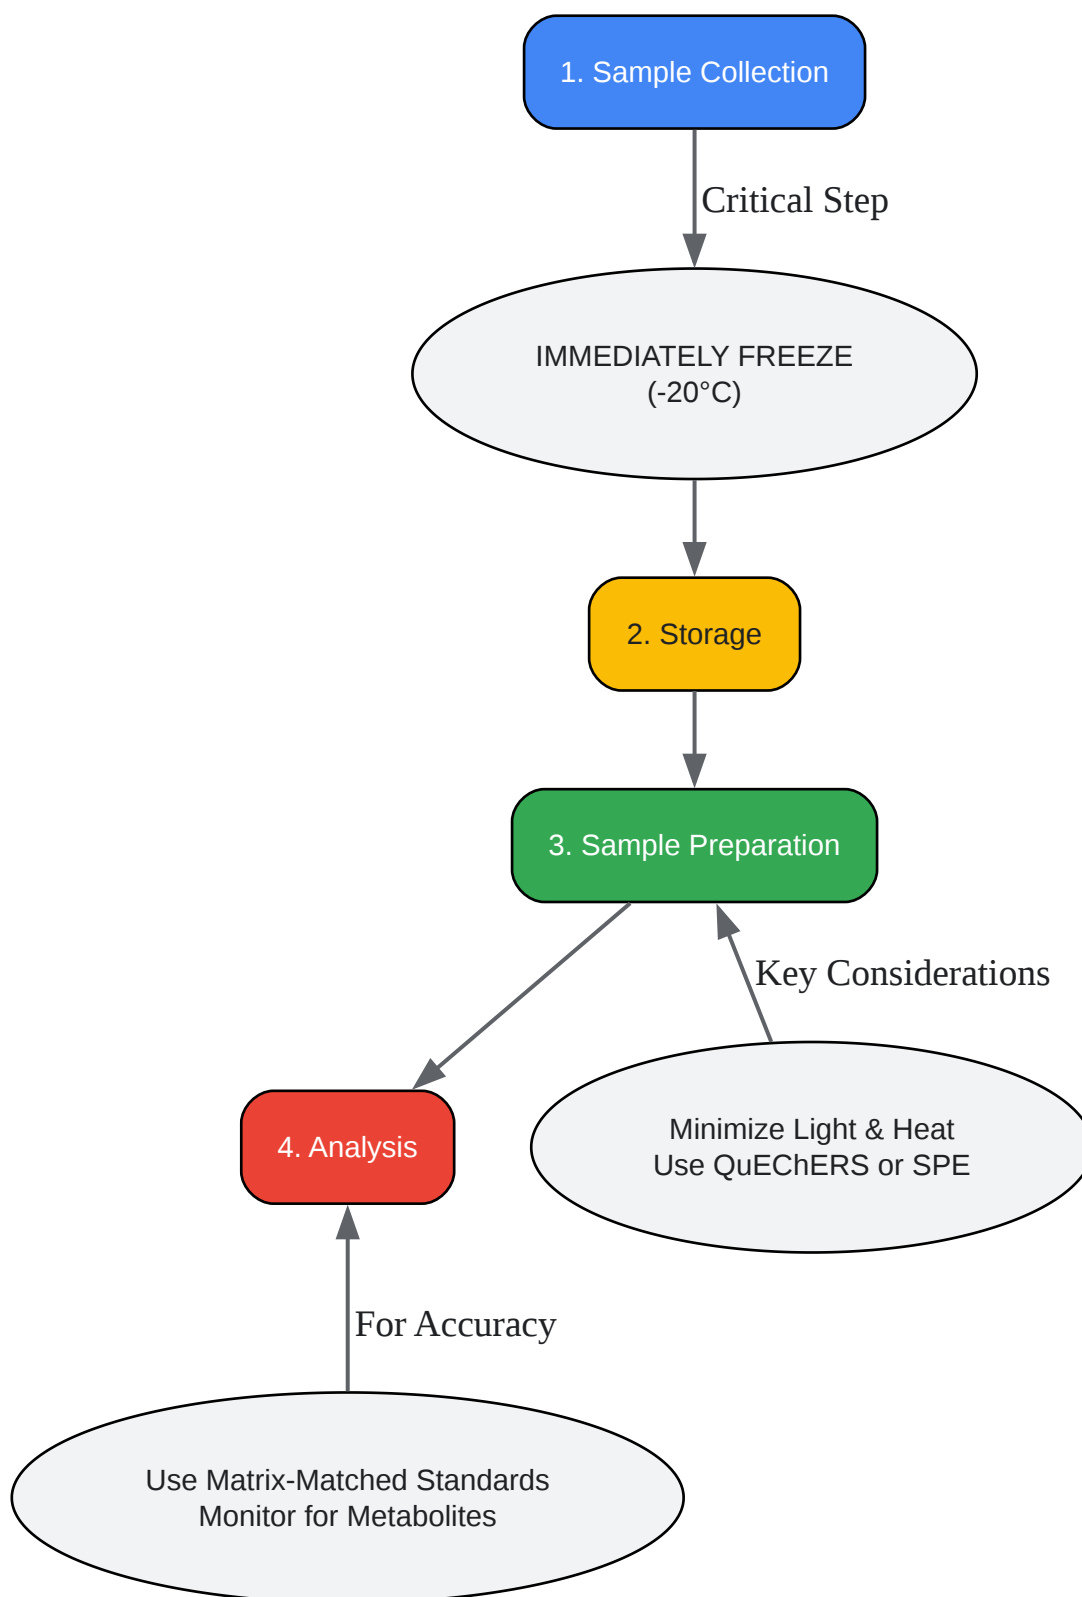 1. Sample Collection
Critical Step
IMMEDIATELY FREEZE
(-20°C)
2. Storage
3. Sample Preparation
Key Considerations
Minimize Light & Heat
Use QuEChERS or SPE
4. Analysis
For Accuracy
Use Matrix-Matched Standards
Monitor for Metabolites